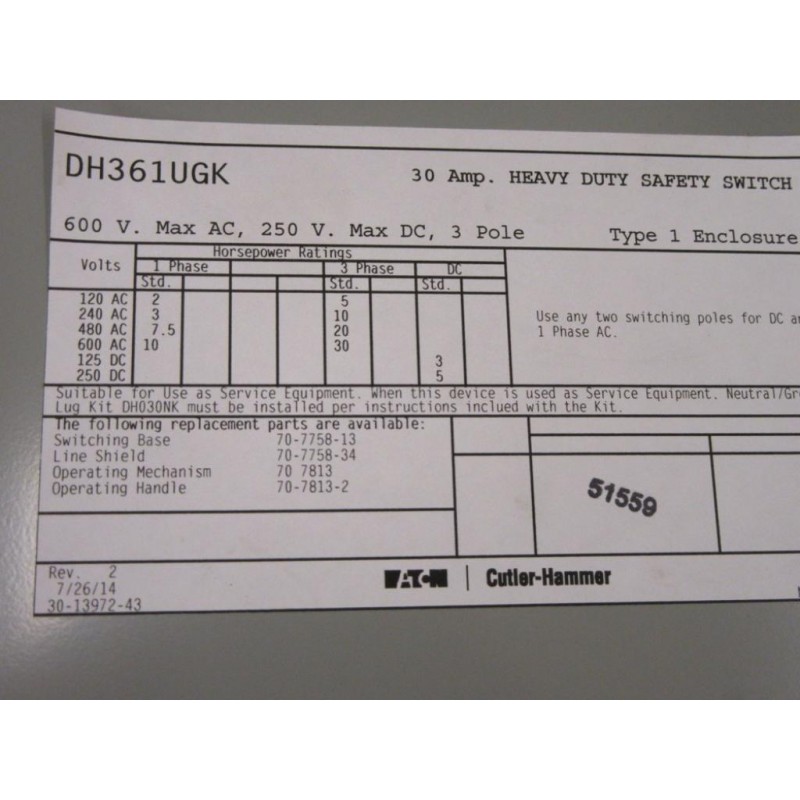 DH361UGK 30 Amp. HEAVY DUTY SAFETY SWITCH
600 V. Max AC, 250 V. Max DC, 3 Pole Type 1 Enclosure
Volts Horsepower Ratings
1 Phase 3 Phase DC
Std. Std. Std.
120 AC 2 5
240 AC 3 10
480 AC 7.5 20
600 AC 10 30
125 DC 3
250 DC 5
Use any two switching poles for DC
1 Phase AC.
Suitable for Use as Service Equipment. When this device is used as Service Equipment. Neutral/
Lug Kit DH030NK must be installed per instructions inclued with the Kit.
The following replacement parts are available:
Switching Base 70-7758-13
Line Shield 70-7758-34
Operating Mechanism 70 7813
Operating Handle 70-7813-2
51559
Rev. 2
7/26/14
30-13972-43
EATON | Cutler-Hammer